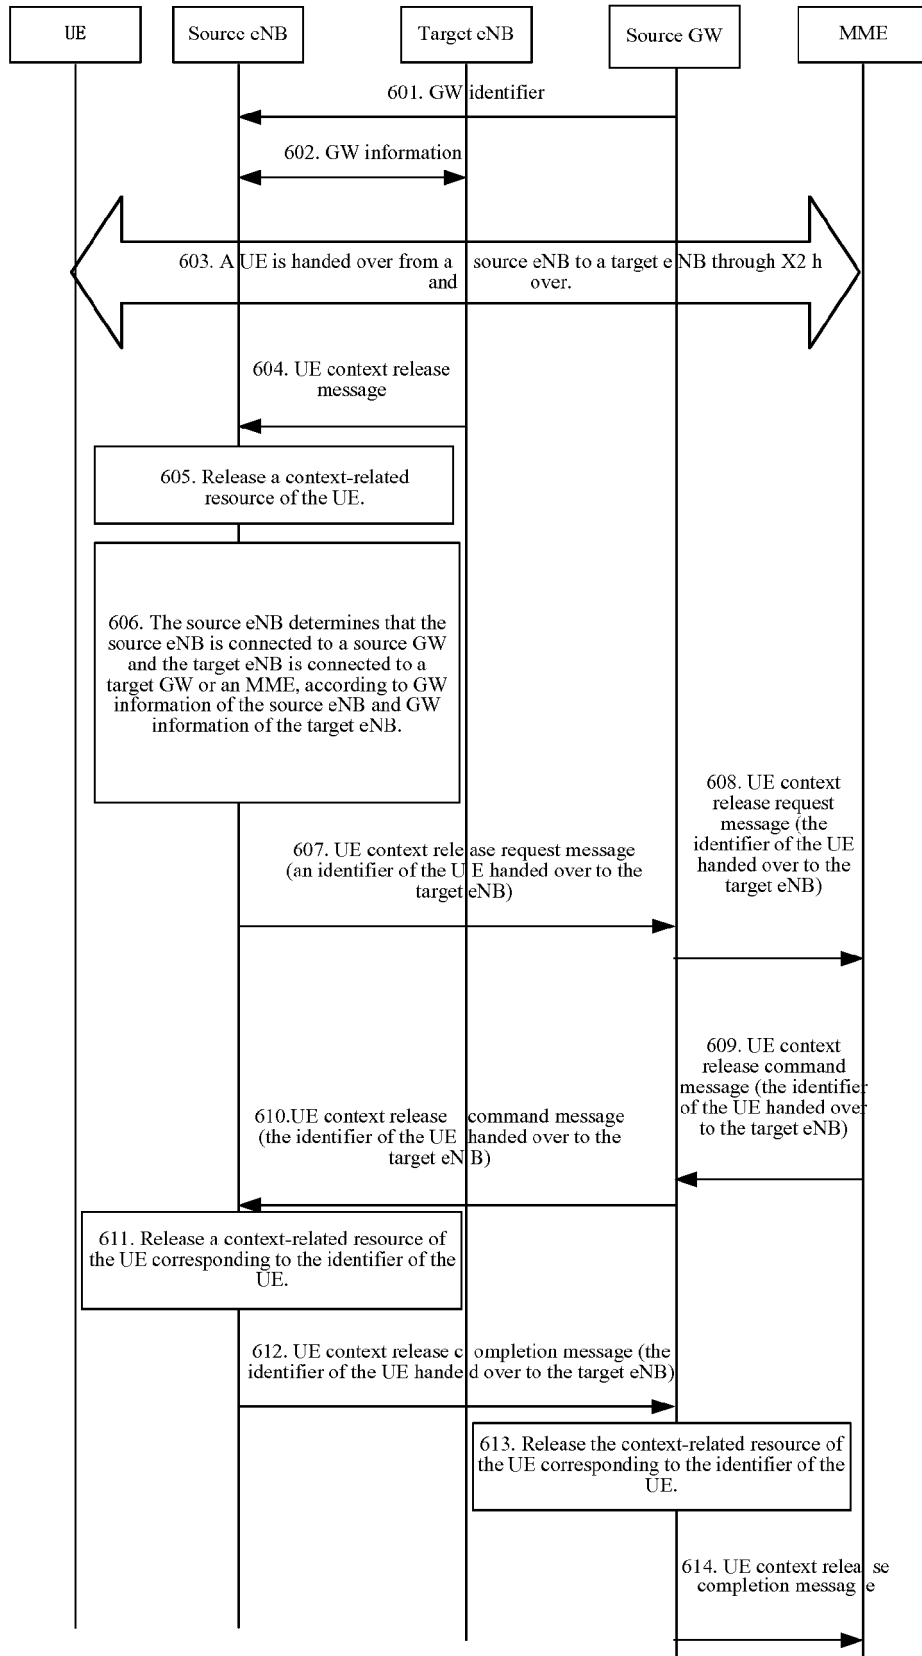 UE
Source eNB
Target eNB
Source GW
MME
601. GW identifier
602. GW information
603. A UE is handed over from a source eNB to a target eNB through X2 h
and over.
604. UE context release
message
605. Release a context-related
resource of the UE.
606. The source eNB determines that the
source eNB is connected to a source GW
and the target eNB is connected to a
target GW or an MME, according to GW
information of the source eNB and GW
information of the target eNB.
608. UE context
release request
message (the
identifier of the UE
handed over to the
target eNB)
607. UE context release request message
(an identifier of the UE handed over to the
target eNB)
609. UE context
release command
message (the identifier
of the UE handed over
to the target eNB)
610.UE context release command message
(the identifier of the UE handed over to the
target eNB)
611. Release a context-related resource of
the UE corresponding to the identifier of the
UE.
612. UE context release completion message (the
identifier of the UE handed over to the target eNB)
613. Release the context-related resource of
the UE corresponding to the identifier of the
UE.
614. UE context release
completion message